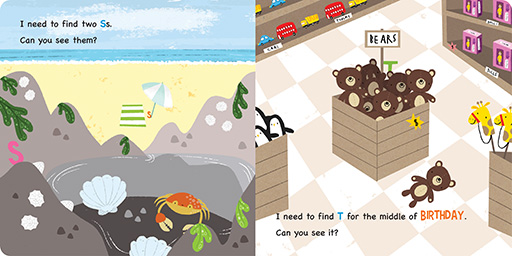 I need to find two Ss.
Can you see them?
S
S
BEARS
T
I need to find T for the middle of BIRTHDAY.
Can you see it?